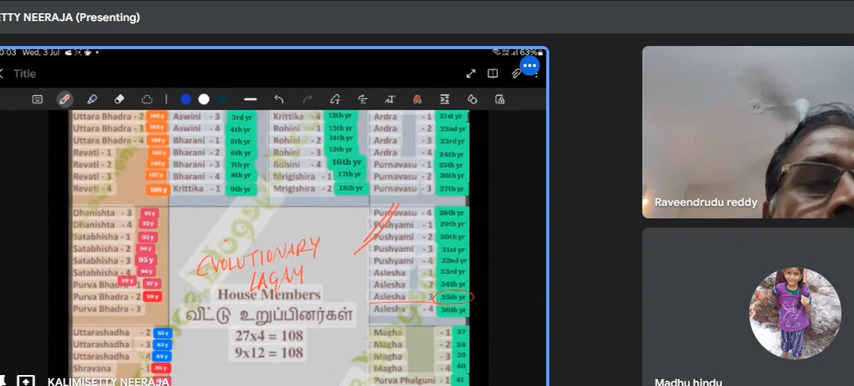 ETTY NEERAJA (Presenting)
0:03 Wed, 3 Jul
63%
Title
Uttara Bhadra - 2 Aswini - 3 3rd yr Krittika - 4 12th yr Ardra - 1 21st yr
Uttara Bhadra - 3 Aswini - 4 4th yr Rohini - 1 13th yr Ardra - 2 22nd yr
Uttara Bhadra - 4 Bharani - 1 5th yr Rohini - 2 14th yr Ardra - 3 23rd yr
Revati - 1 Bharani - 2 6th yr Rohini - 3 15th yr Ardra - 4 24th yr
Revati - 2 Bharani - 3 7th yr Rohini - 4 16th yr Punavasu - 1 25th yr
Revati - 3 Bharani - 4 8th yr Mrigishira - 1 17th yr Punavasu - 2 26th yr
Revati - 4 108 y Krittika - 1 9th yr Mrigishira - 2 18th yr Punavasu - 3 27th yr
Dhanishta - 3 91 y Punavasu - 4 28th yr
Dhanishta - 4 92 y Pushyami - 1 29th yr
Satabhisha - 1 93 y Pushyami - 2 30th yr
Satabhisha - 2 94 y Pushyami - 3 31st yr
Satabhisha - 3 95 y Pushyami - 4 32nd yr
Satabhisha - 4 Aslesha - 1 33rd yr
Purva Bhadra - 1 97 y Aslesha - 2 34th yr
Purva Bhadra - 2 98 y Aslesha - 3 35th yr
Purva Bhadra - 3 Aslesha - 4 36th yr
EVOLUTIONARY
LAGNA
House Members
வீட்டு உறுப்பினர்கள்
27x4 = 108
9x12 = 108
Uttarashadha - 2 82 y Magha - 1 37
Uttarashadha - 3 83 y Magha - 2 38
Uttarashadha - 4 84 y Magha - 3 39
Shravana - 1 85 y Magha - 4 40
Purva Phalguni - 1 41
KALIMISETTY NEERAJA
Raveendrudu reddy
Madhu hindu